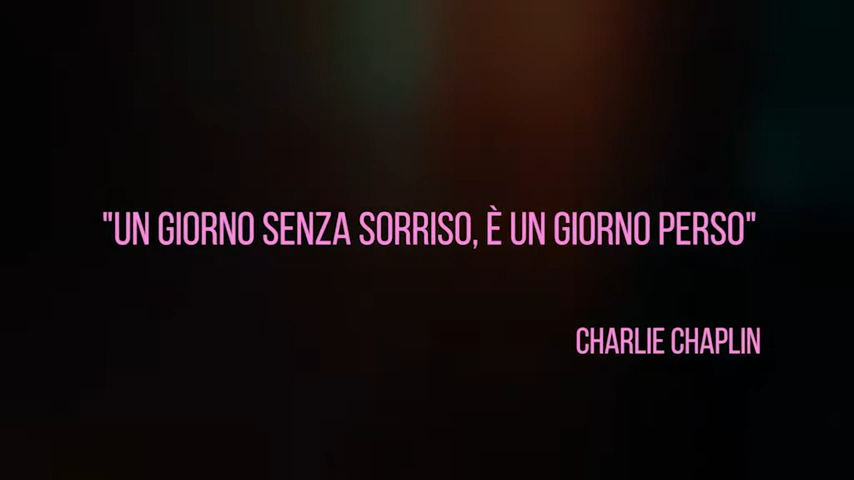 "UN GIORNO SENZA SORRISO, È UN GIORNO PERSO"
CHARLIE CHAPLIN